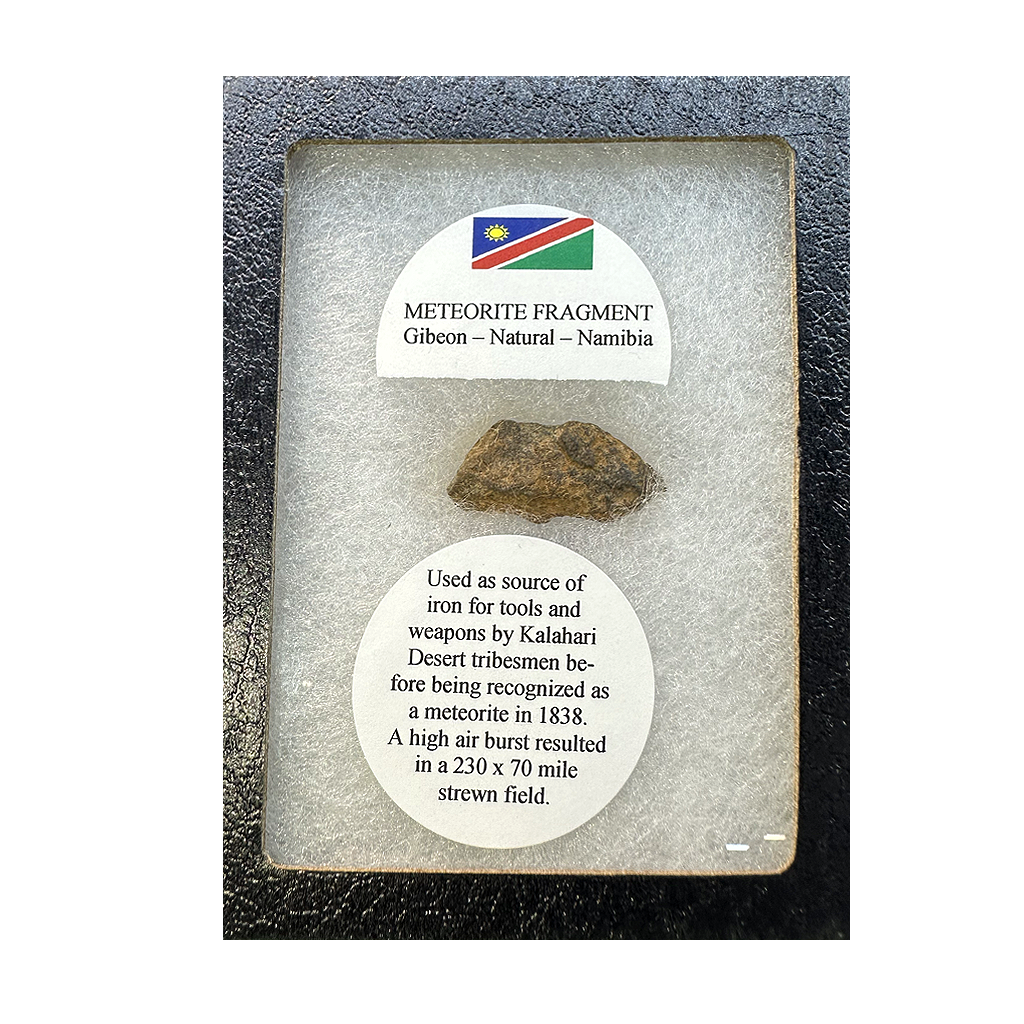 METEORITE FRAGMENT
Gibeon – Natural – Namibia
Used as source of
iron for tools and
weapons by Kalahari
Desert tribesmen be-
fore being recognized as
a meteorite in 1838.
A high air burst resulted
in a 230 x 70 mile
strewn field.